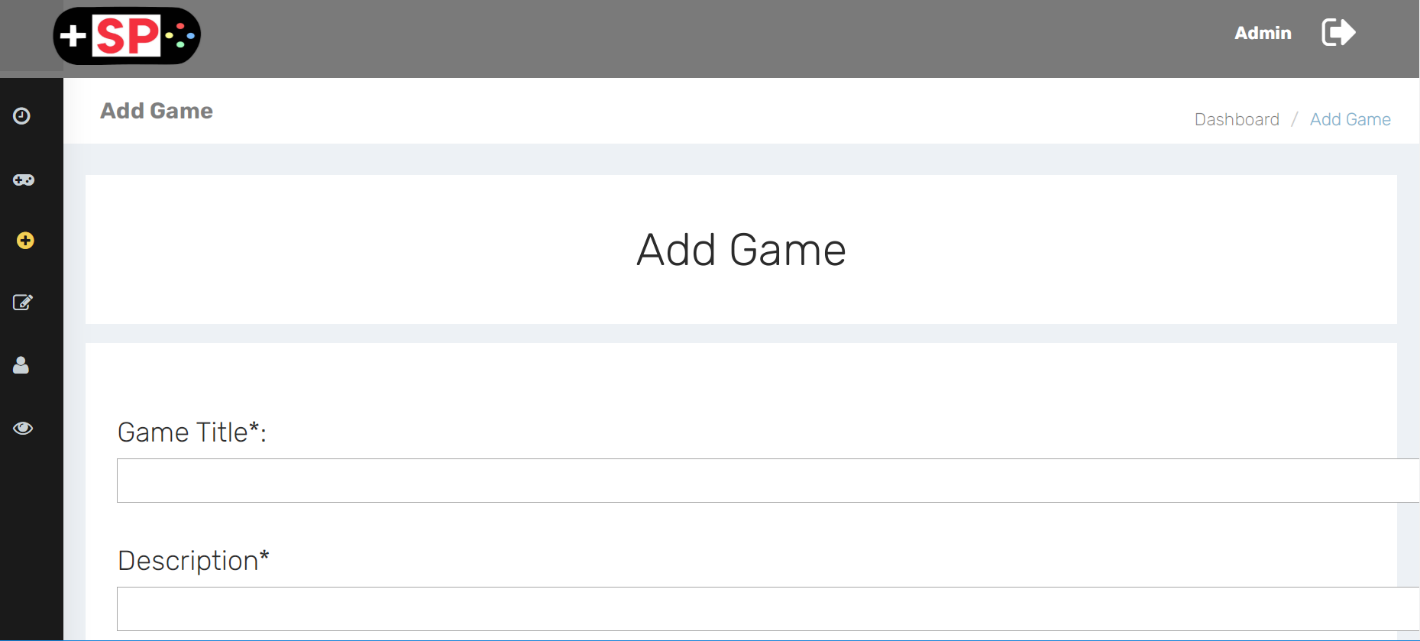 SP
Admin
Add Game
Dashboard / Add Game
Add Game
Game Title*:
Description*